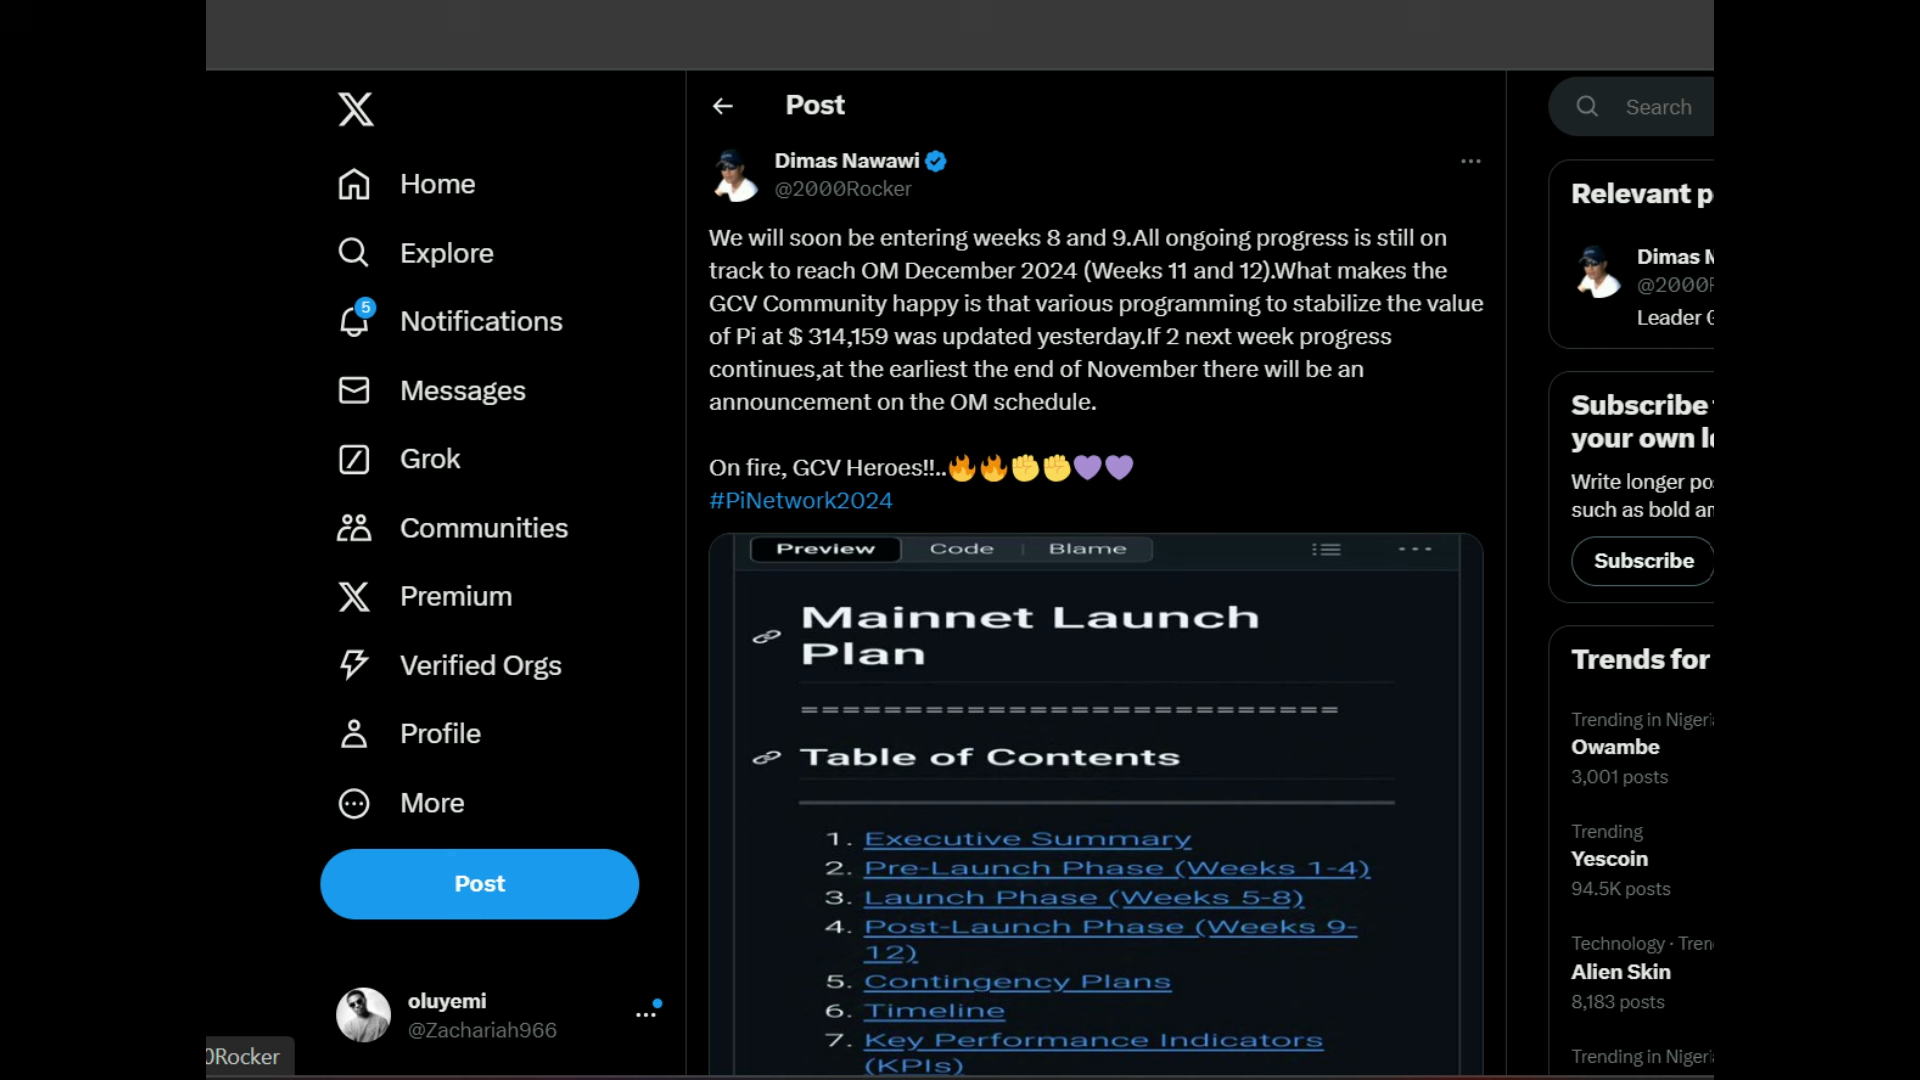 Home
Explore
5
Notifications
Messages
Grok
Communities
Premium
Verified Orgs
Profile
More
Post
oluyemi
@Zachariah966
0Rocker
Post
Dimas Nawawi
@2000Rocker
We will soon be entering weeks 8 and 9.All ongoing progress is still on
track to reach OM December 2024 (Weeks 11 and 12).What makes the
GCV Community happy is that various programming to stabilize the value
of Pi at $ 314,159 was updated yesterday.If 2 next week progress
continues,at the earliest the end of November there will be an
announcement on the OM schedule.
On fire, GCV Heroes!!..🔥🔥✊✊💜💜
#PiNetwork2024
Preview Code Blame
Mainnet Launch
Plan
==========================
Table of Contents
1. Executive Summary
2. Pre-Launch Phase (Weeks 1-4)
3. Launch Phase (Weeks 5-8)
4. Post-Launch Phase (Weeks 9-
12)
5. Contingency Plans
6. Timeline
7. Key Performance Indicators
(KPIs)
Search
Relevant p
Dimas N
@2000R
Leader G
Subscribe
your own l
Write longer po
such as bold an
Subscribe
Trends for
Trending in Nigeri
Owambe
3,001 posts
Trending
Yescoin
94.5K posts
Technology · Tren
Alien Skin
8,183 posts
Trending in Nigeri